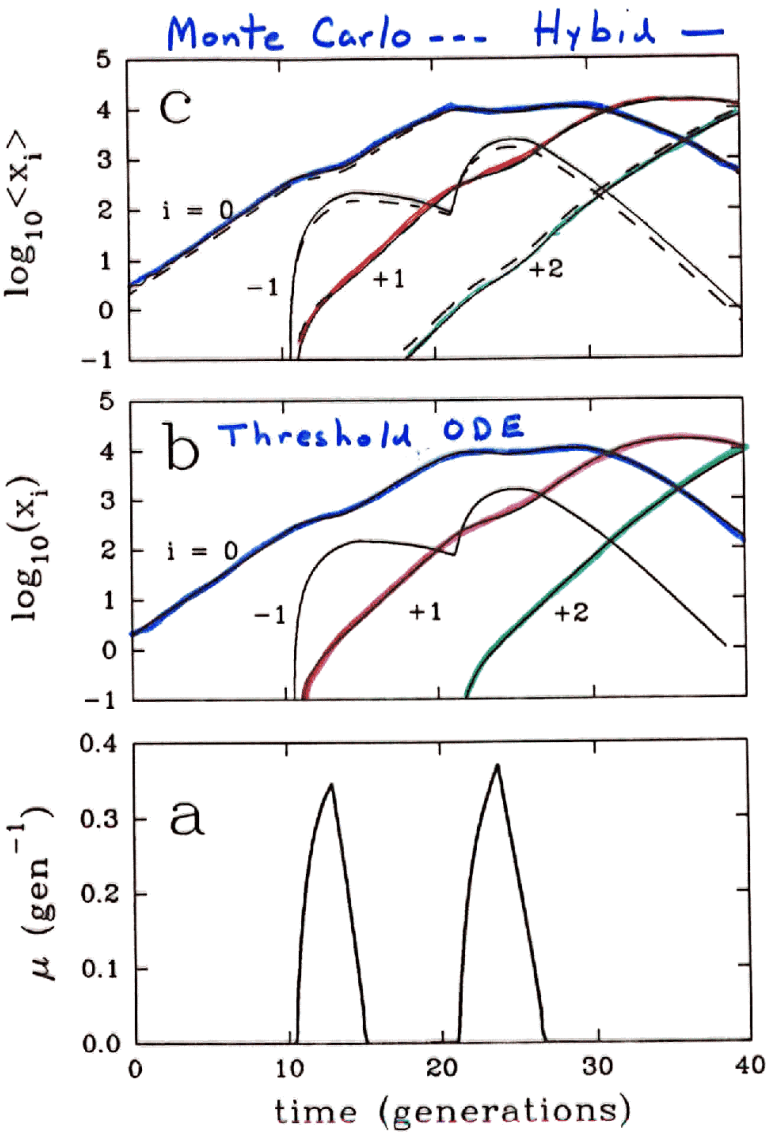 Monte Carlo --- Hybid —
5
4
3
2
1
0
-1
c
log₁₀<xᵢ>
i = 0
-1
+1
+2
5
4
3
2
1
0
-1
b
Threshold ODE
log₁₀(xᵢ)
i = 0
-1
+1
+2
0.4
0.3
0.2
0.1
0.0
a
μ (gen⁻¹)
0
10
20
30
40
time (generations)